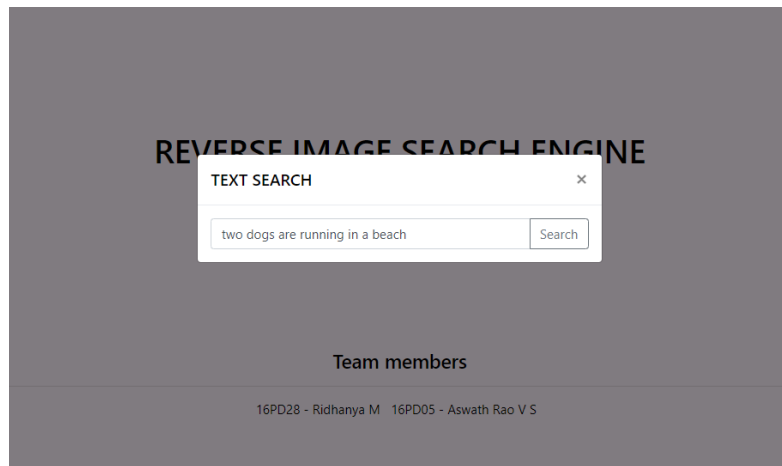 REVERSE IMAGE SEARCH ENGINE
TEXT SEARCH ×
two dogs are running in a beach Search
Team members
16PD28 - Ridhanya M 16PD05 - Aswath Rao V S